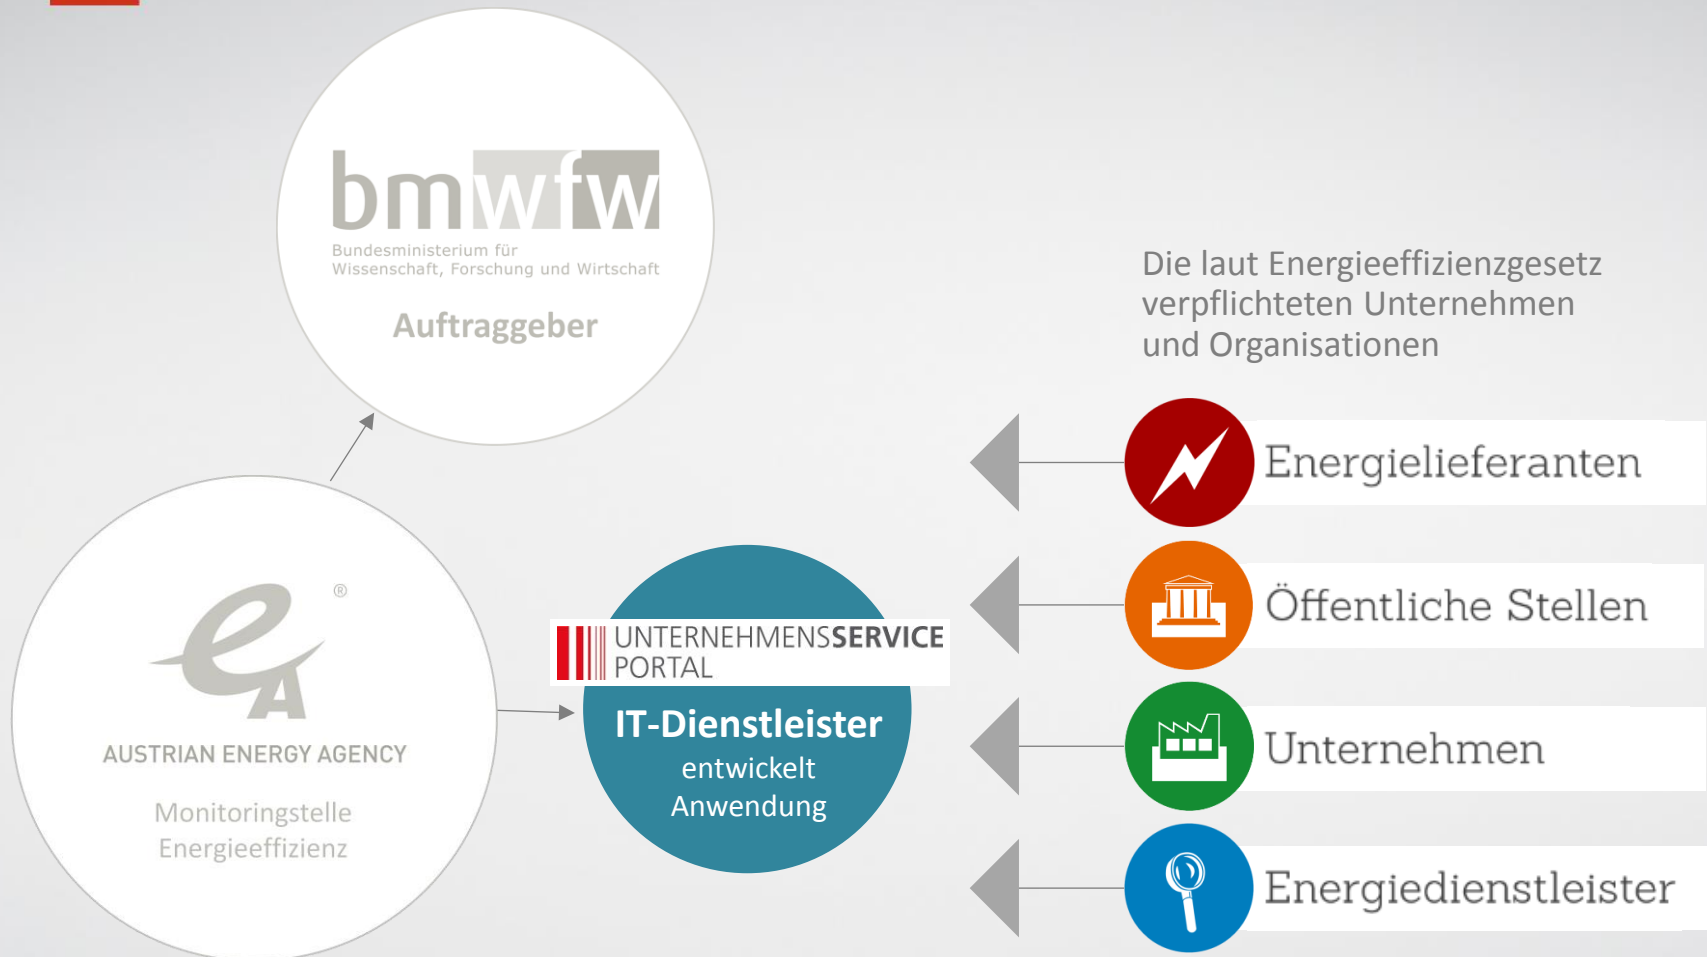 bmwfw
Bundesministerium für
Wissenschaft, Forschung und Wirtschaft
Auftraggeber
eA ®
AUSTRIAN ENERGY AGENCY
Monitoringstelle
Energieeffizienz
UNTERNEHMENSSERVICE
PORTAL
IT-Dienstleister
entwickelt
Anwendung
Die laut Energieeffizienzgesetz
verpflichteten Unternehmen
und Organisationen
Energielieferanten
Öffentliche Stellen
Unternehmen
Energiedienstleister